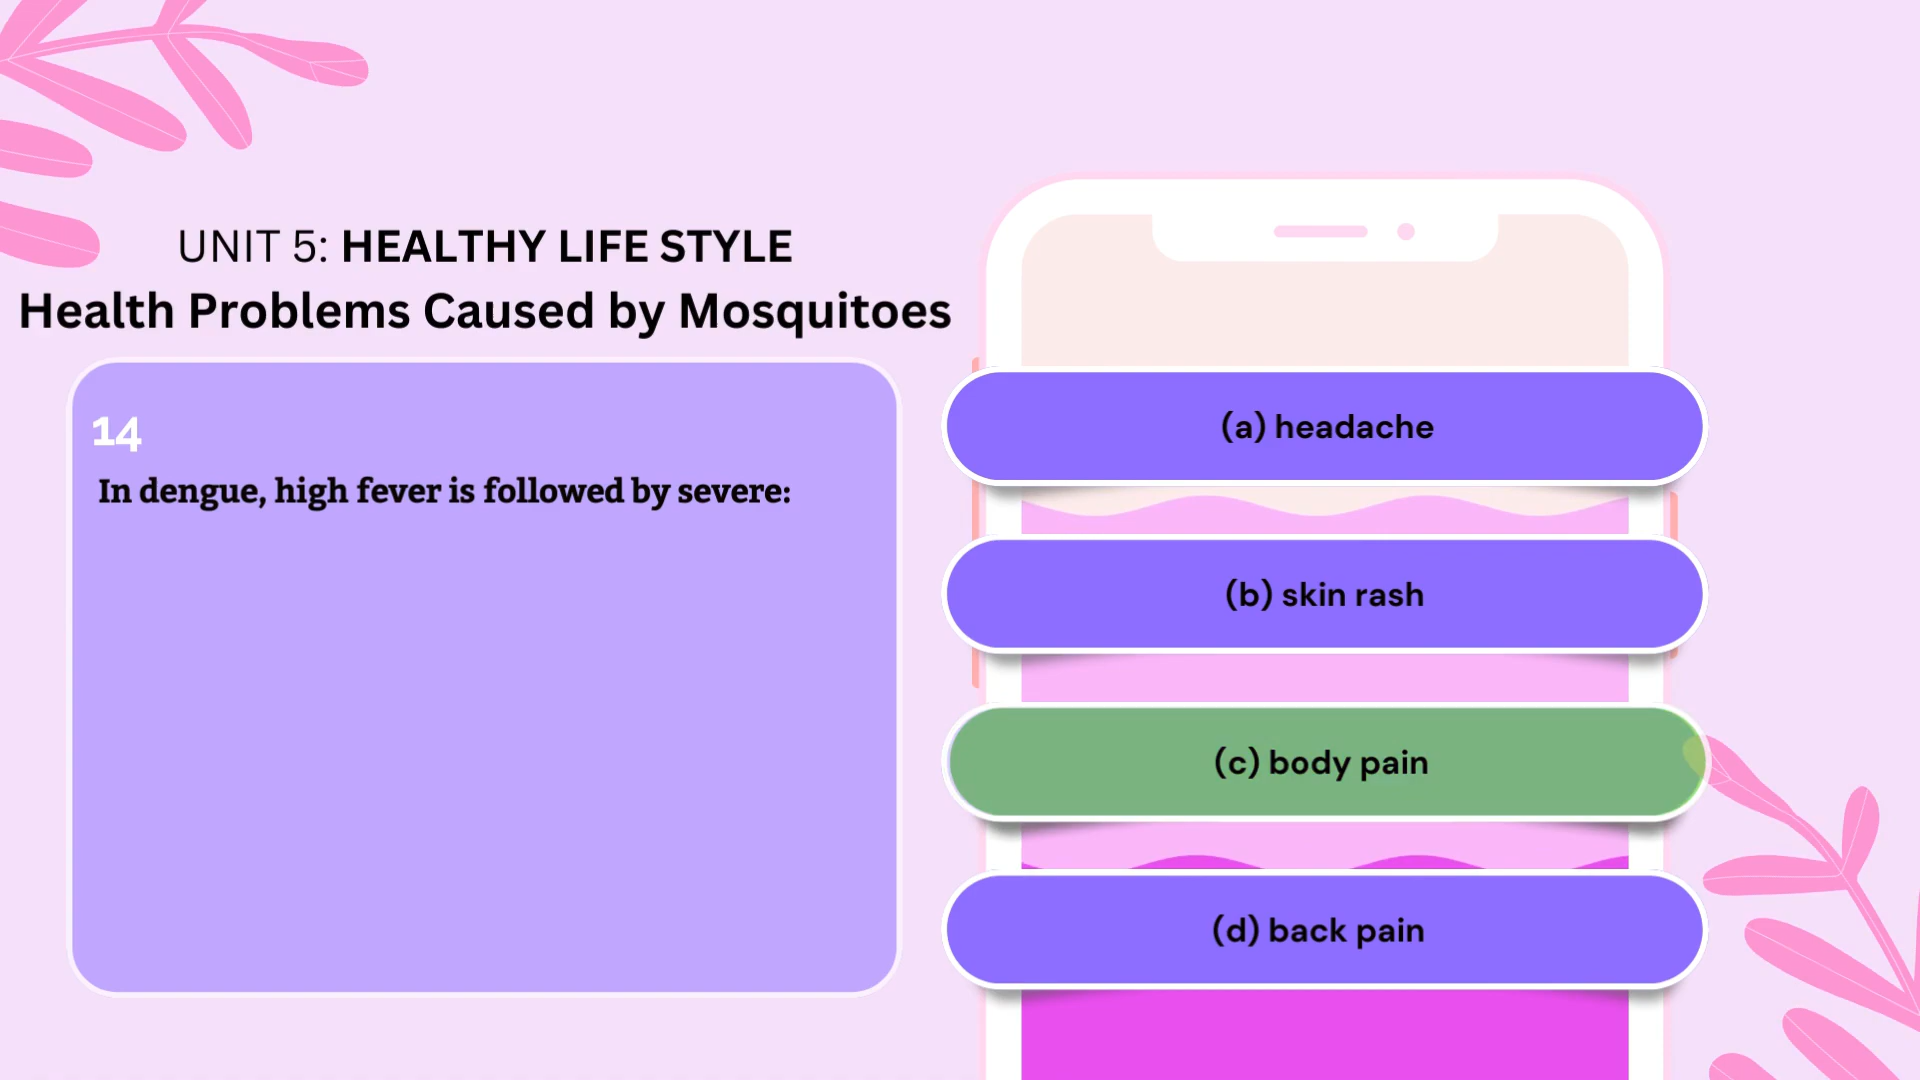 UNIT 5: HEALTHY LIFE STYLE
Health Problems Caused by Mosquitoes
14
In dengue, high fever is followed by severe:
(a) headache
(b) skin rash
(c) body pain
(d) back pain